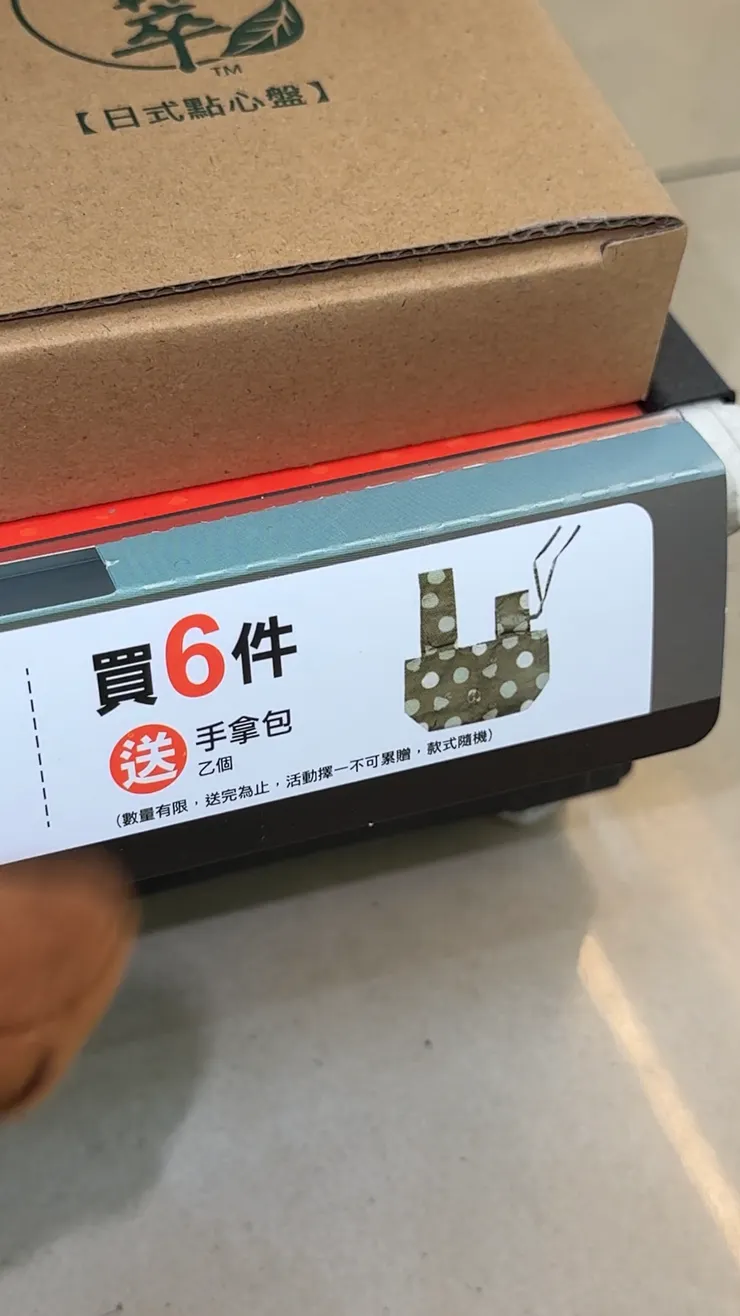 萃
TM
【日式點心盤】
買6件
送 手拿包
乙個
(數量有限，送完為止，活動擇一不可累贈，款式隨機)